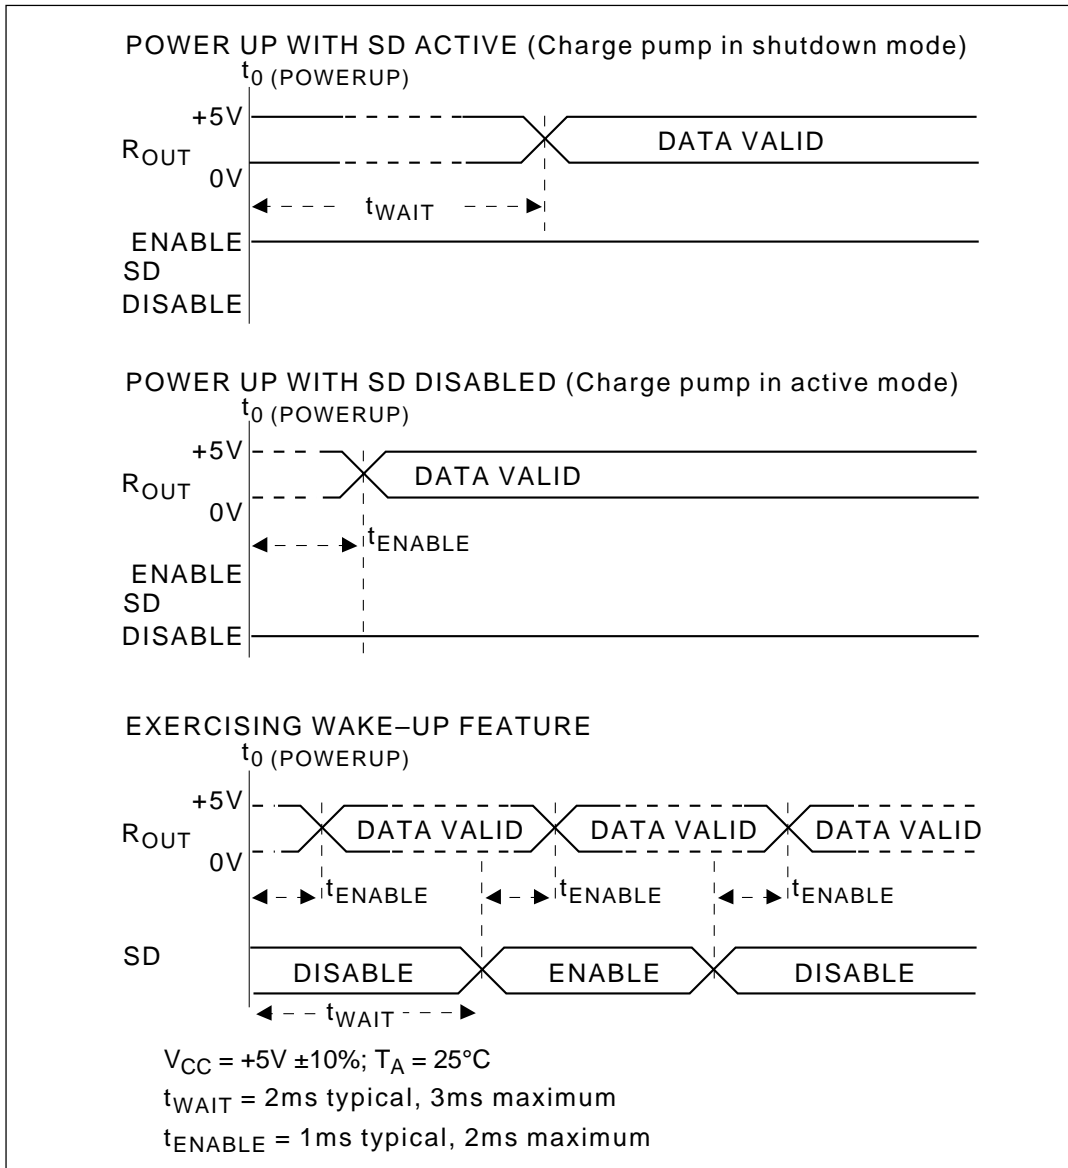 POWER UP WITH SD ACTIVE (Charge pump in shutdown mode)
t0 (POWERUP)
+5V
ROUT
DATA VALID
0V
tWAIT
ENABLE
SD
DISABLE
POWER UP WITH SD DISABLED (Charge pump in active mode)
t0 (POWERUP)
+5V
ROUT
DATA VALID
0V
tENABLE
ENABLE
SD
DISABLE
EXERCISING WAKE–UP FEATURE
t0 (POWERUP)
+5V
ROUT
DATA VALID DATA VALID DATA VALID
0V
tENABLE tENABLE tENABLE
SD
DISABLE ENABLE DISABLE
tWAIT
VCC = +5V ±10%; TA = 25°C
tWAIT = 2ms typical, 3ms maximum
tENABLE = 1ms typical, 2ms maximum